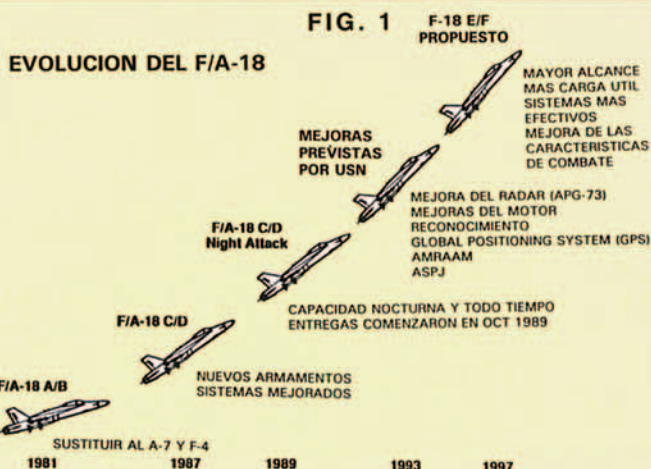 FIG. 1
EVOLUCION DEL F/A-18
F-18 E/F
PROPUESTO
MAYOR ALCANCE
MAS CARGA UTIL
SISTEMAS MAS
EFECTIVOS
MEJORA DE LAS
CARACTERISTICAS
DE COMBATE
MEJORAS
PREVISTAS
POR USN
MEJORA DEL RADAR (APG-73)
MEJORAS DEL MOTOR
RECONOCIMIENTO
GLOBAL POSITIONING SYSTEM (GPS)
AMRAAM
ASPJ
F/A-18 C/D
Night Attack
CAPACIDAD NOCTURNA Y TODO TIEMPO
ENTREGAS COMENZARON EN OCT 1989
F/A-18 C/D
NUEVOS ARMAMENTOS
SISTEMAS MEJORADOS
F/A-18 A/B
SUSTITUIR AL A-7 Y F-4
1981 1987 1989 1993 1997